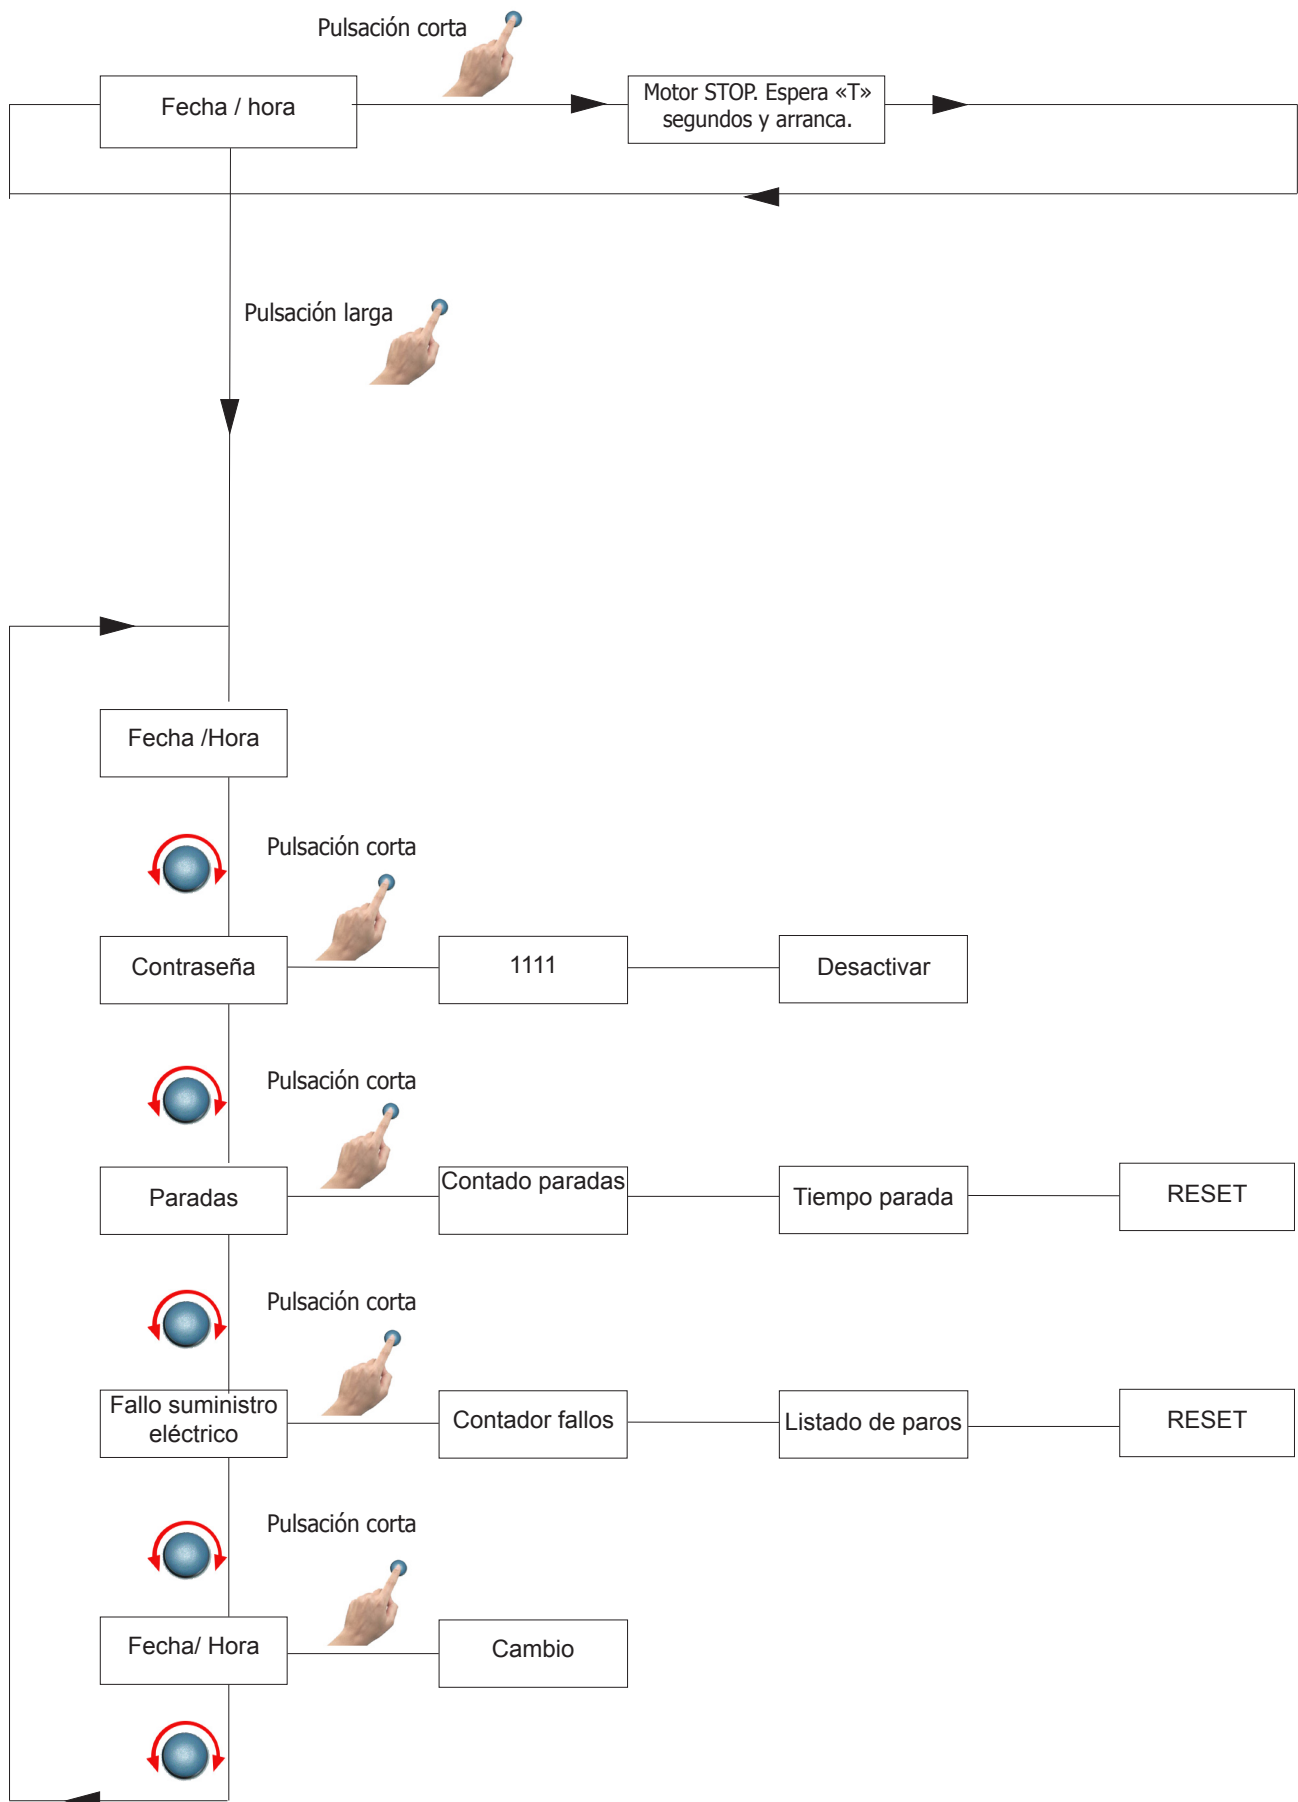 Pulsación corta
Fecha / hora
Motor STOP. Espera «T»
segundos y arranca.
Pulsación larga
Fecha /Hora
Pulsación corta
Contraseña
1111
Desactivar
Pulsación corta
Paradas
Contado paradas
Tiempo parada
RESET
Pulsación corta
Fallo suministro
eléctrico
Contador fallos
Listado de paros
RESET
Pulsación corta
Fecha/ Hora
Cambio